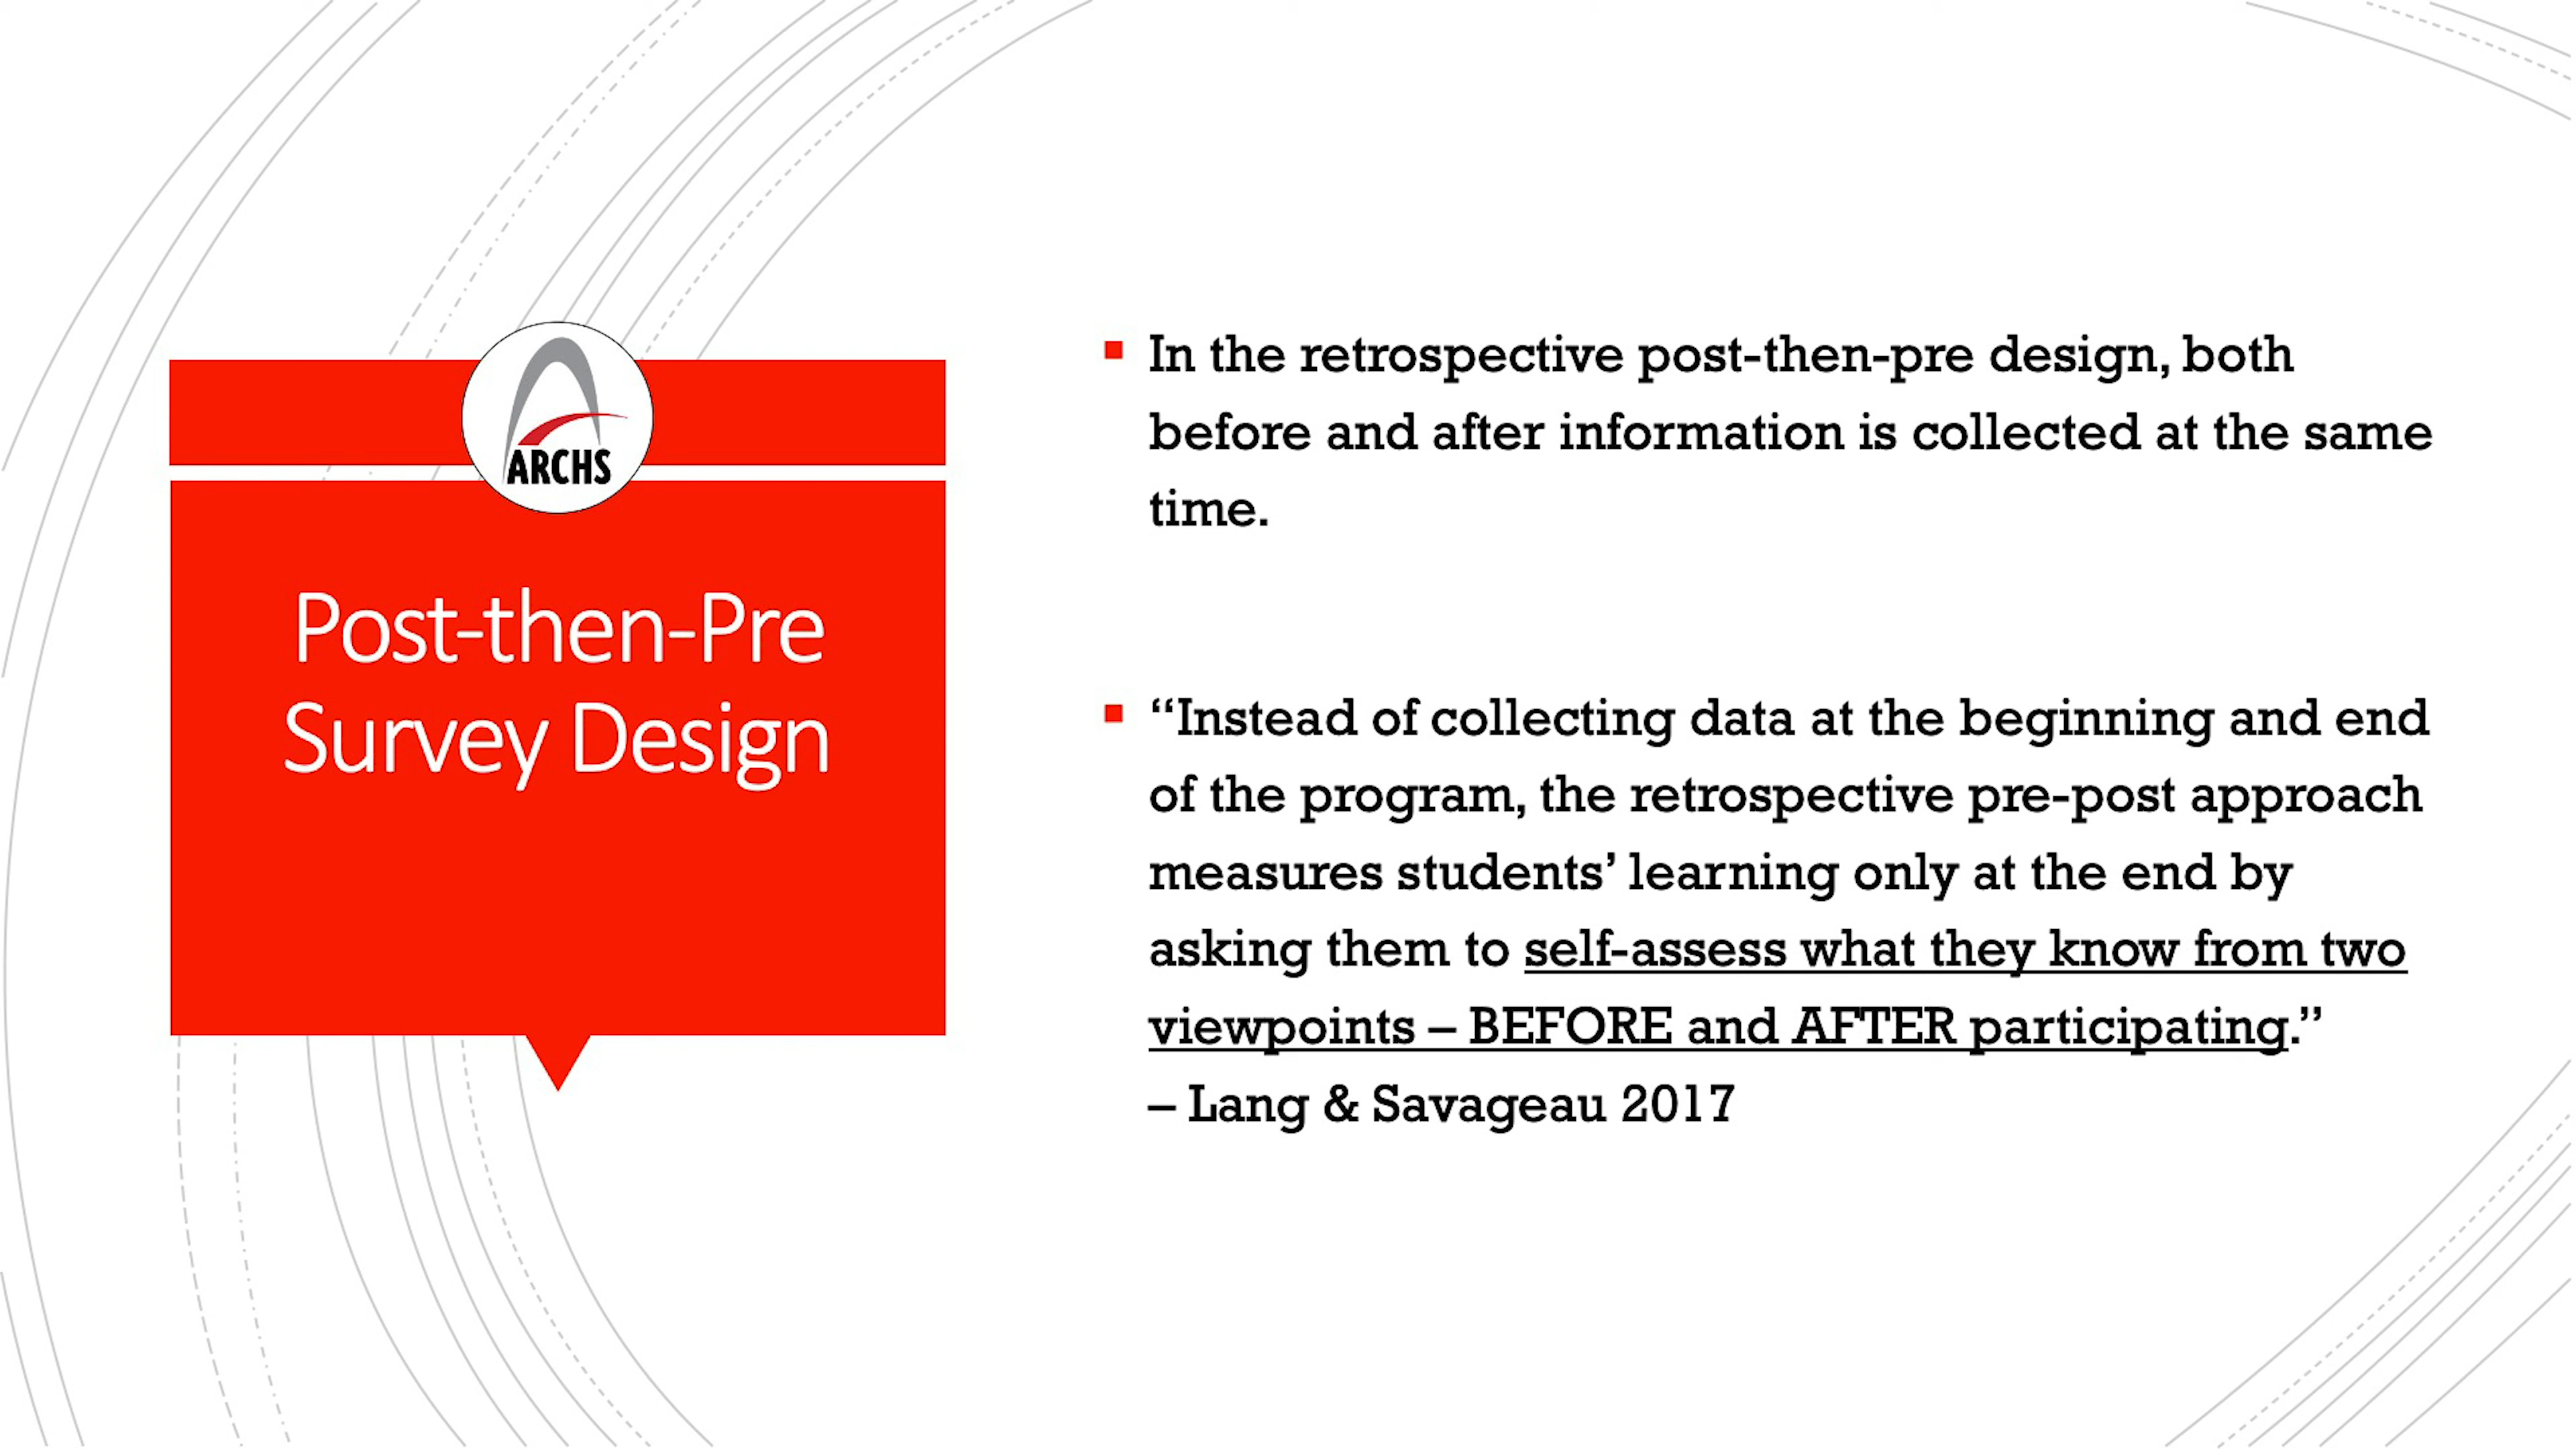 ARCHS
Post-then-Pre
Survey Design
In the retrospective post-then-pre design, both
before and after information is collected at the same
time.
“Instead of collecting data at the beginning and end
of the program, the retrospective pre-post approach
measures students’ learning only at the end by
asking them to self-assess what they know from two
viewpoints – BEFORE and AFTER participating.”
– Lang & Savageau 2017